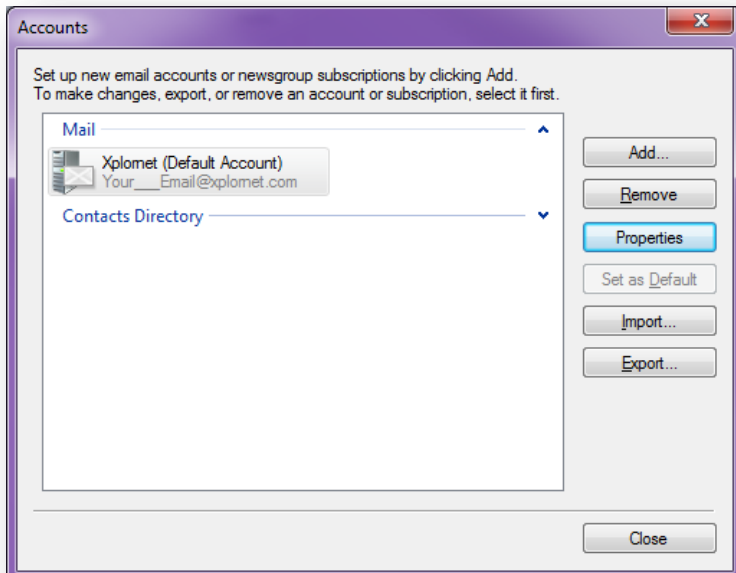 Accounts
Set up new email accounts or newsgroup subscriptions by clicking Add.
To make changes, export, or remove an account or subscription, select it first.
Mail
Xplornet (Default Account)
Your___Email@xplornet.com
Contacts Directory
Add...
Remove
Properties
Set as Default
Import...
Export...
Close